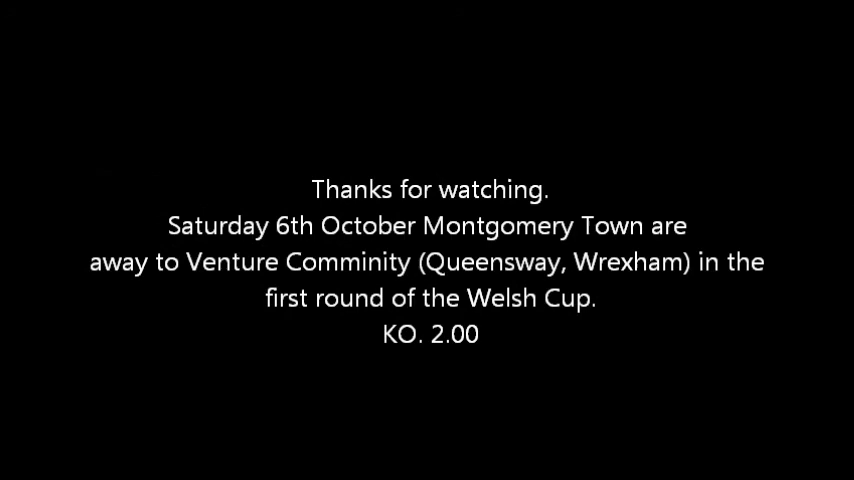 Thanks for watching.
Saturday 6th October Montgomery Town are
away to Venture Comminity (Queensway, Wrexham) in the
first round of the Welsh Cup.
KO. 2.00